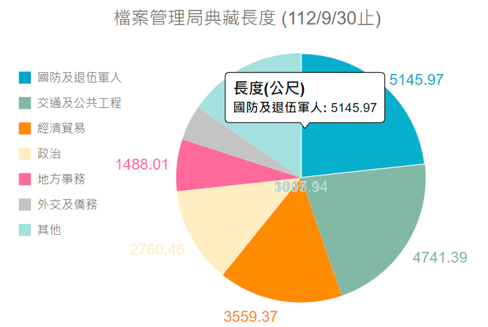 檔案管理局典藏長度 (112/9/30止)
國防及退伍軍人
交通及公共工程
經濟貿易
政治
地方事務
外交及僑務
其他
長度(公尺)
國防及退伍軍人: 5145.97
5145.97
1488.01
2760.46
4741.39
3559.37